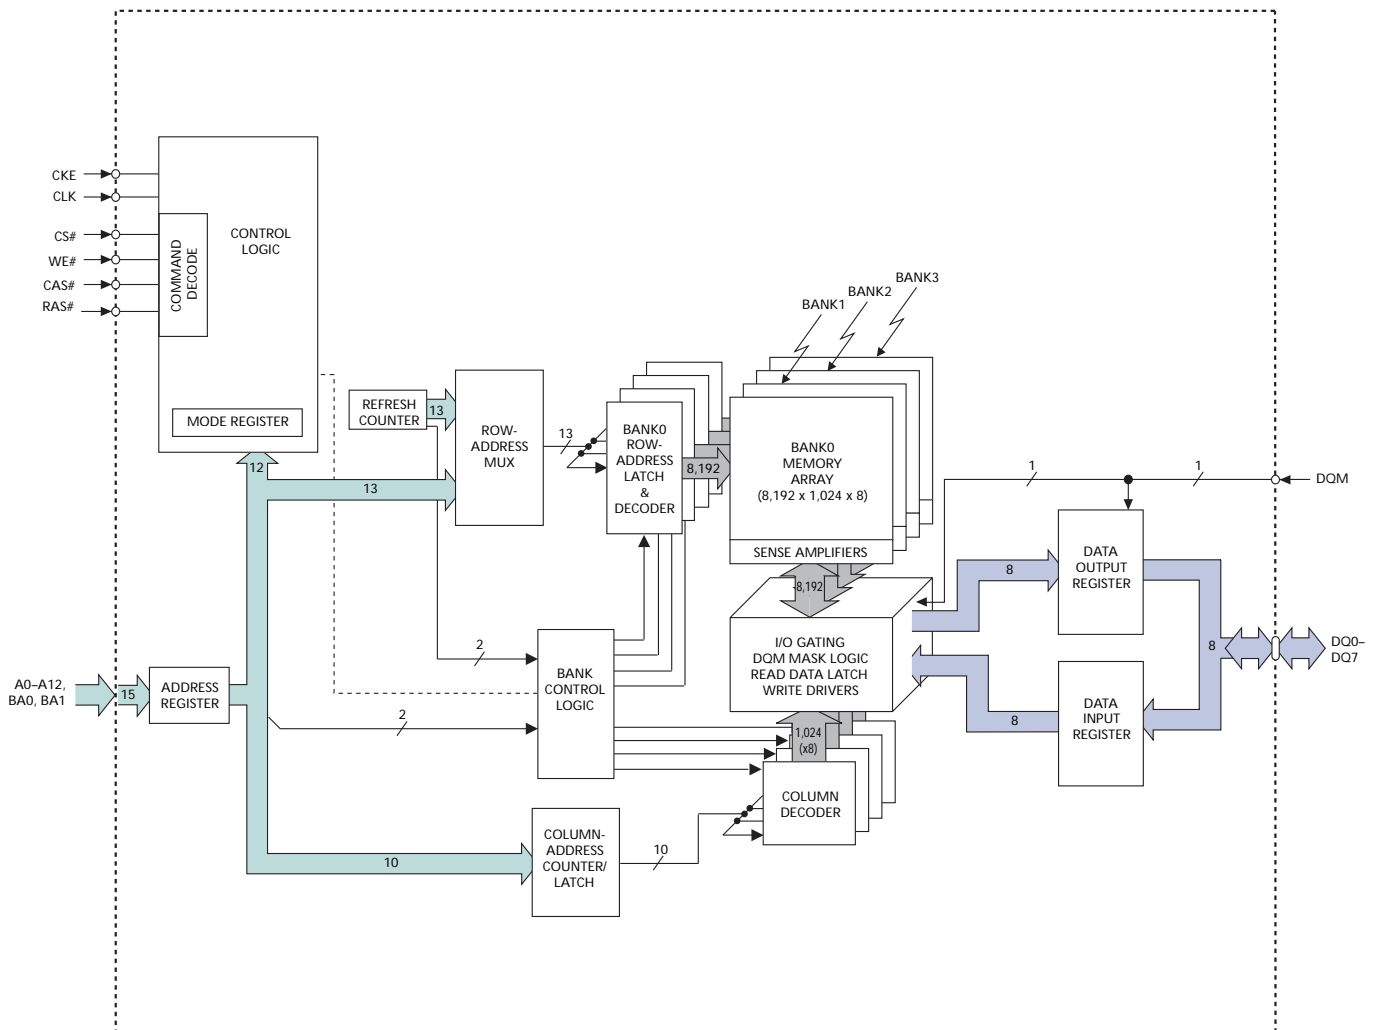 CKE
CLK
CS#
WE#
CAS#
RAS#
COMMAND
DECODE
CONTROL
LOGIC
MODE REGISTER
12
REFRESH
COUNTER
13
13
ROW-
ADDRESS
MUX
13
BANK0
ROW-
ADDRESS
LATCH
&
DECODER
8,192
BANK1
BANK2
BANK3
BANK0
MEMORY
ARRAY
(8,192 x 1,024 x 8)
SENSE AMPLIFIERS
8,192
I/O GATING
DQM MASK LOGIC
READ DATA LATCH
WRITE DRIVERS
1
1
DQM
8
DATA
OUTPUT
REGISTER
8
DQ0–
DQ7
8
DATA
INPUT
REGISTER
A0–A12,
BA0, BA1
15
ADDRESS
REGISTER
2
2
BANK
CONTROL
LOGIC
1,024
(x8)
COLUMN
DECODER
10
COLUMN-
ADDRESS
COUNTER/
LATCH
10